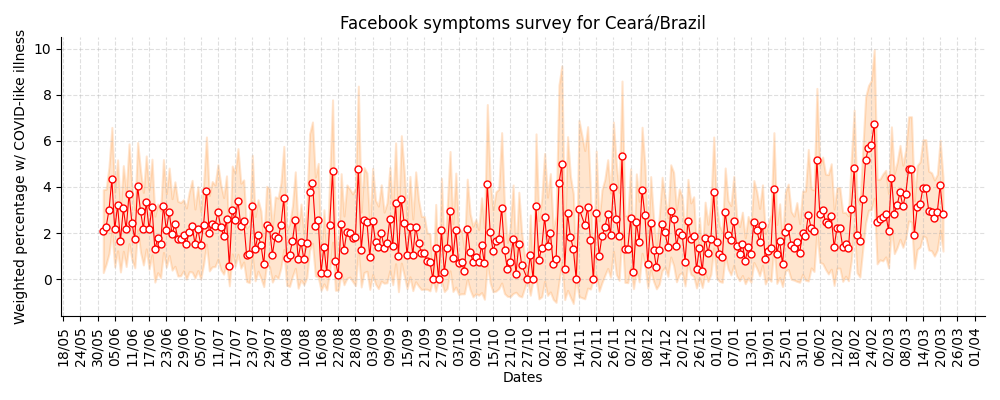 Facebook symptoms survey for Ceará/Brazil
Weighted percentage w/ COVID-like illness
10
8
6
4
2
0
18/05 24/05 30/05 05/06 11/06 17/06 23/06 29/06 05/07 11/07 17/07 23/07 29/07 04/08 10/08 16/08 22/08 28/08 03/09 09/09 15/09 21/09 27/09 03/10 09/10 15/10 21/10 27/10 02/11 08/11 14/11 20/11 26/11 02/12 08/12 14/12 20/12 26/12 01/01 07/01 13/01 19/01 25/01 31/01 06/02 12/02 18/02 24/02 02/03 08/03 14/03 20/03 26/03 01/04
Dates